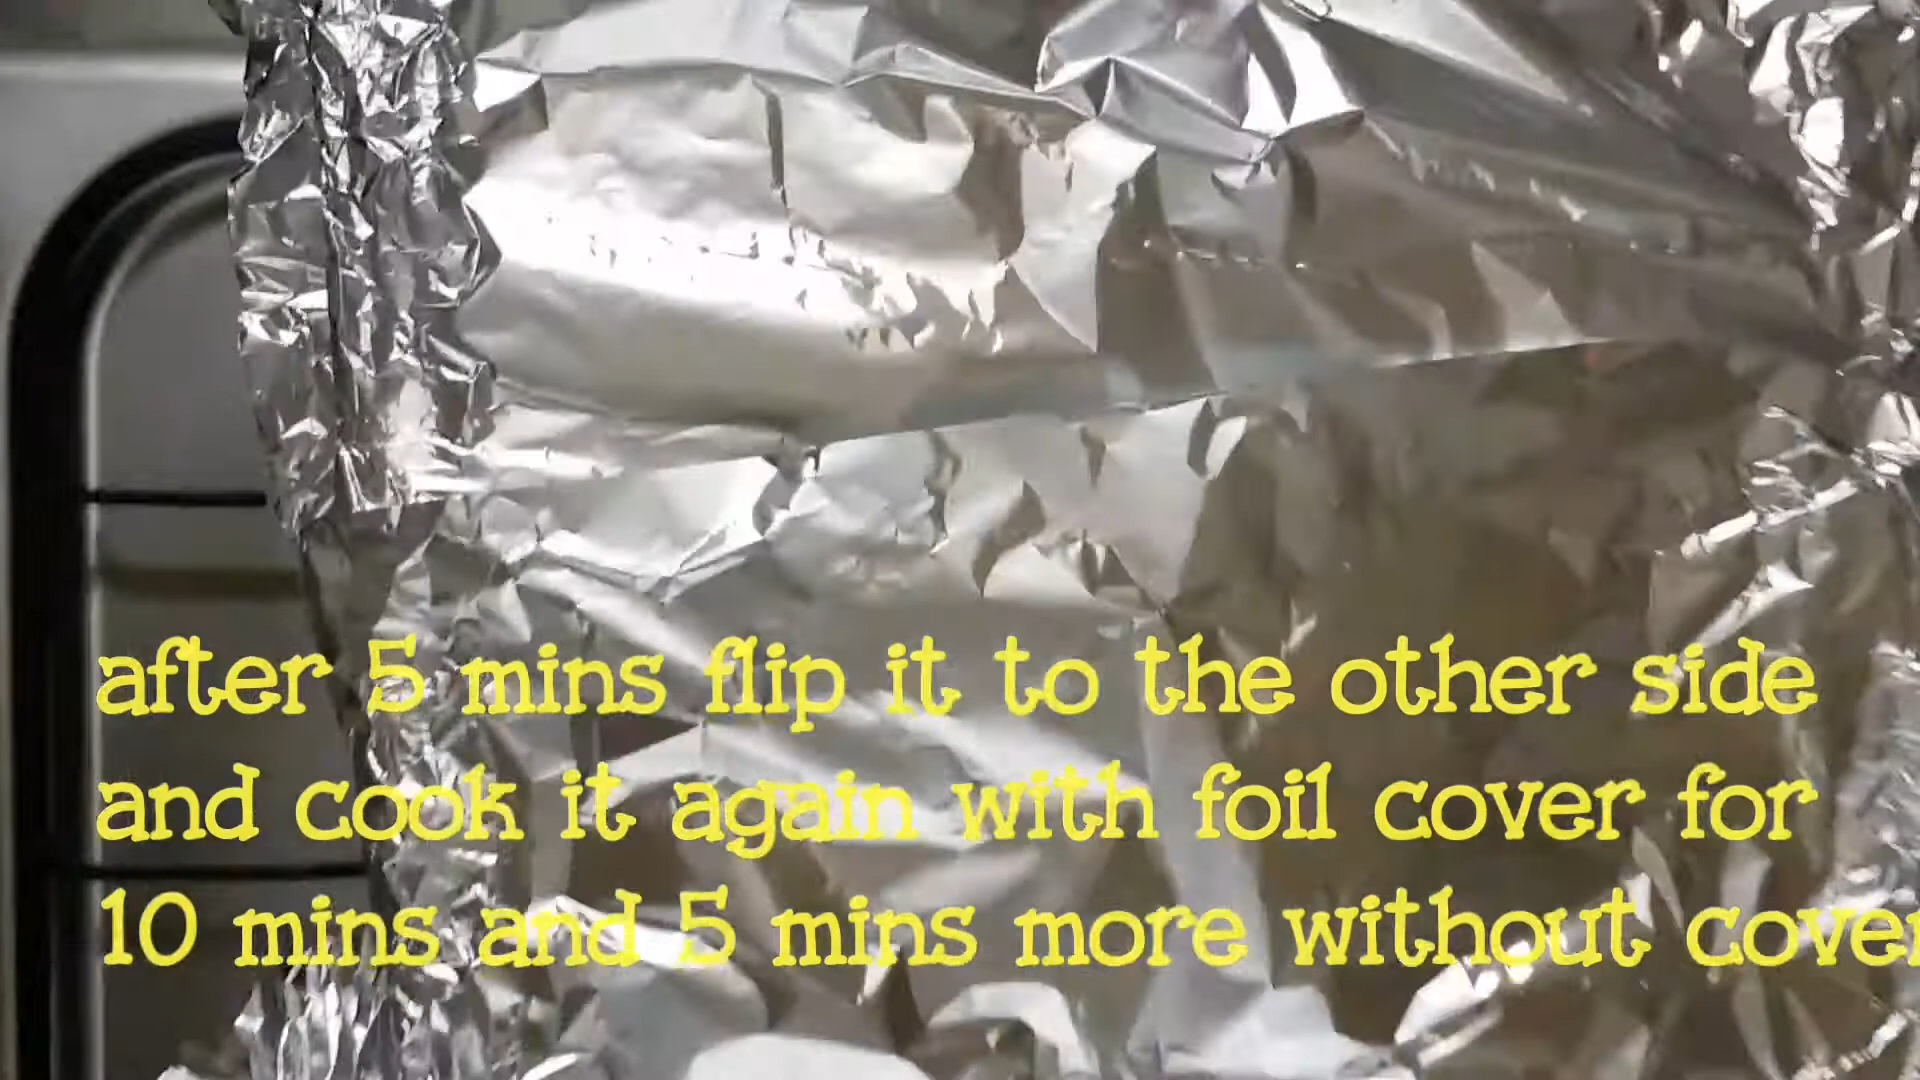 after 5 mins flip it to the other side
and cook it again with foil cover for
10 mins and 5 mins more without cover